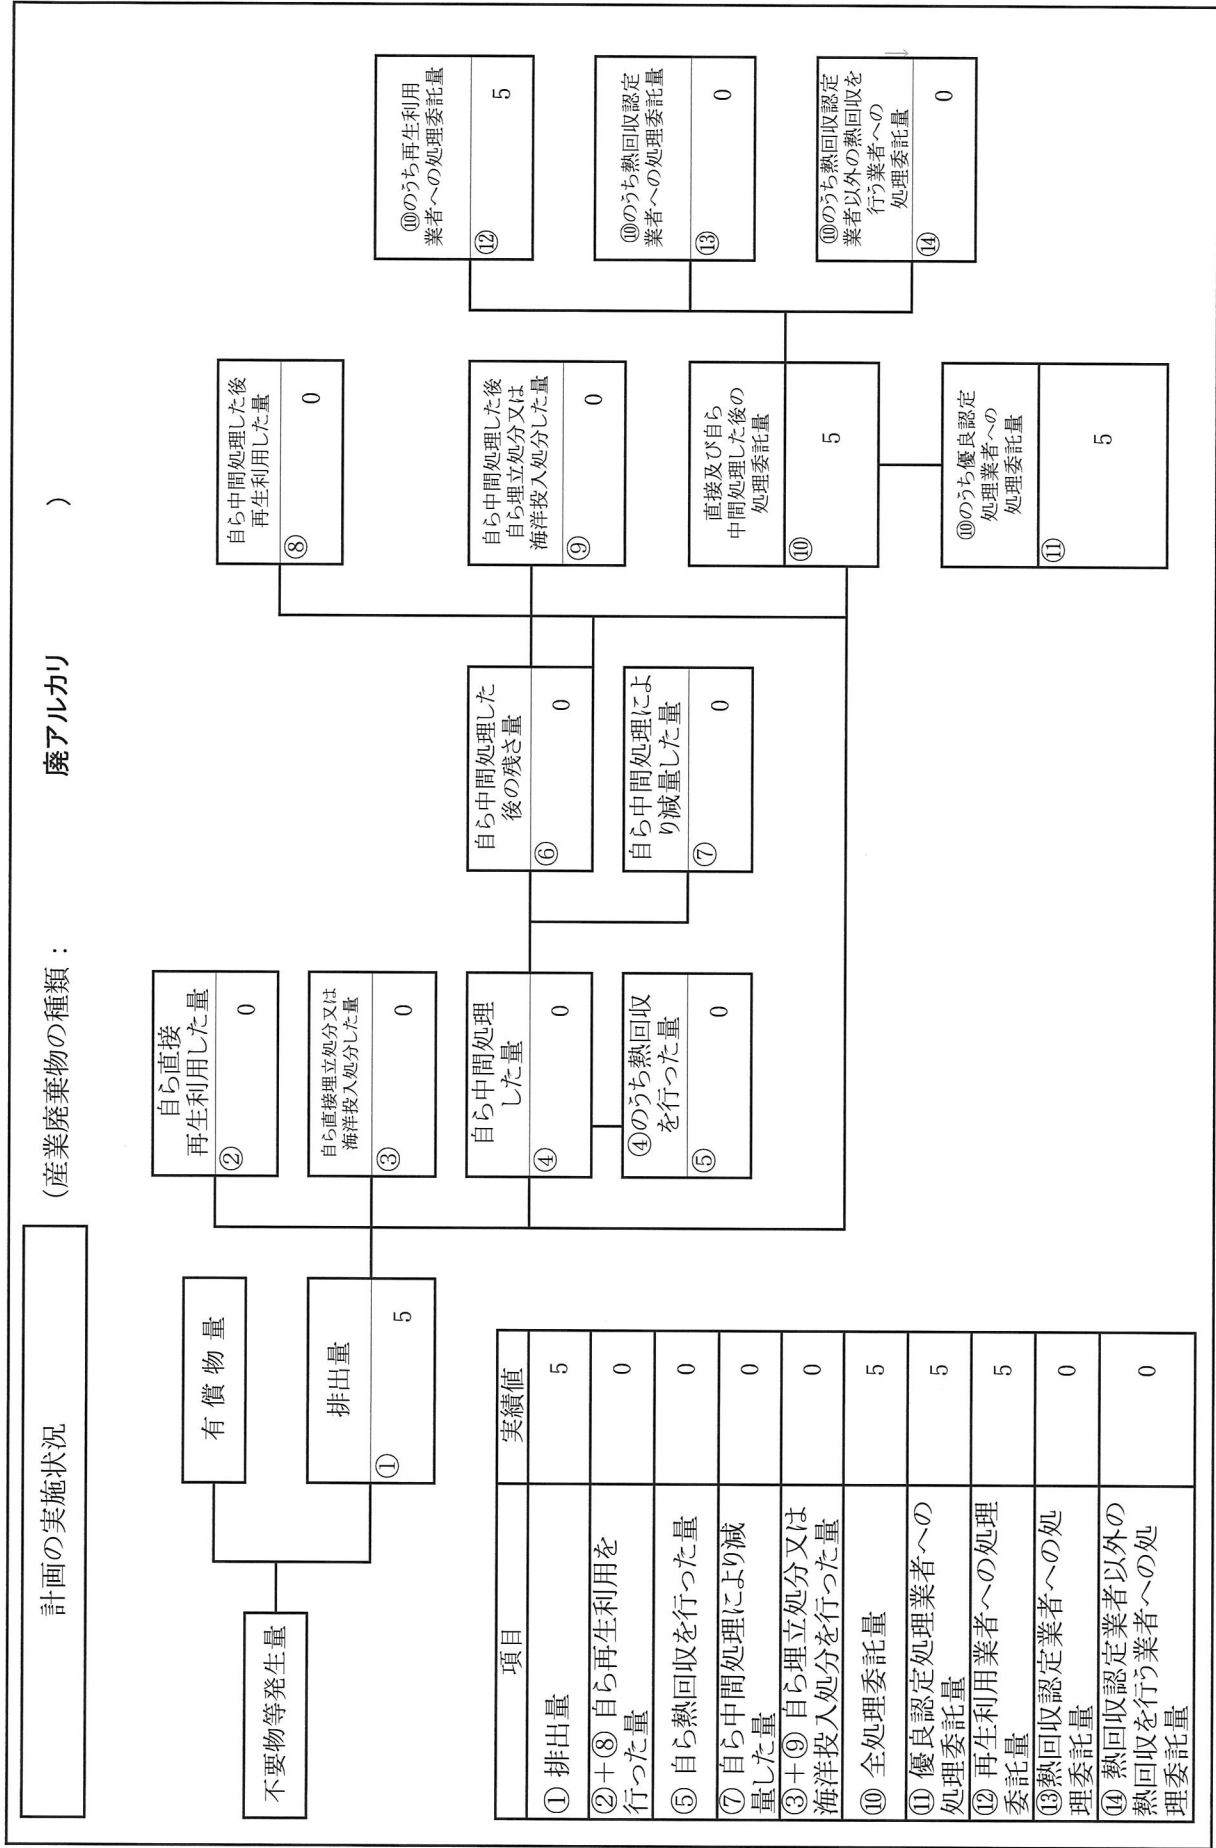 計画の実施状況
（産業廃棄物の種類： 廃アルカリ ）
不要物等発生量
有償物量
排出量
① 5
自ら直接
再生利用した量
② 0
自ら直接埋立処分又は
海洋投入処分した量
③ 0
自ら中間処理
した量
④ 0
④のうち熱回収
を行った量
⑤ 0
自ら中間処理した
後の残さ量
⑥ 0
自ら中間処理によ
り減量した量
⑦ 0
自ら中間処理した後
再生利用した量
⑧ 0
自ら中間処理した後
自ら埋立処分又は
海洋投入処分した量
⑨ 0
直接及び自ら
中間処理した後の
処理委託量
⑩ 5
⑩のうち優良認定
処理業者への
処理委託量
⑪ 5
⑩のうち再生利用
業者への処理委託量
⑫ 5
⑩のうち熱回収認定
業者への処理委託量
⑬ 0
⑩のうち熱回収認定
業者以外の熱回収を
行う業者への
処理委託量
⑭ 0
項目 実績値
① 排出量 5
②＋⑧ 自ら再生利用を
行った量 0
⑤ 自ら熱回収を行った量 0
⑦ 自ら中間処理により減
量した量 0
③＋⑨ 自ら埋立処分又は
海洋投入処分を行った量 0
⑩ 全処理委託量 5
⑪ 優良認定処理業者への
処理委託量 5
⑫ 再生利用業者への処理
委託量 5
⑬熱回収認定業者への処
理委託量 0
⑭ 熱回収認定業者以外の
熱回収を行う業者への処
理委託量 0